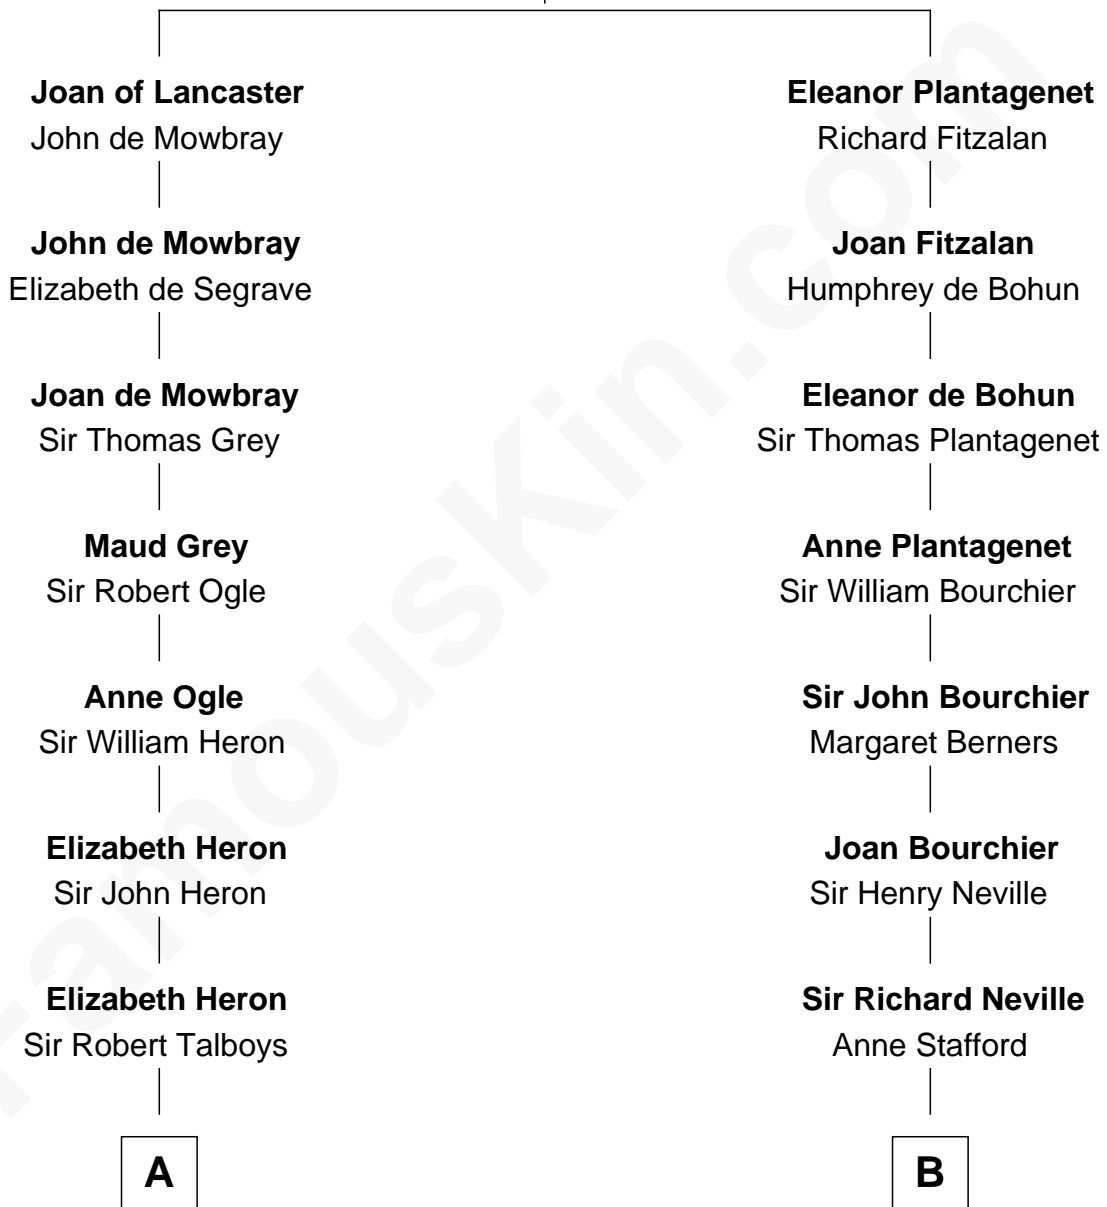 Joan of Lancaster
John de Mowbray
John de Mowbray
Elizabeth de Segrave
Joan de Mowbray
Sir Thomas Grey
Maud Grey
Sir Robert Ogle
Anne Ogle
Sir William Heron
Elizabeth Heron
Sir John Heron
Elizabeth Heron
Sir Robert Talboys
A
Eleanor Plantagenet
Richard Fitzalan
Joan Fitzalan
Humphrey de Bohun
Eleanor de Bohun
Sir Thomas Plantagenet
Anne Plantagenet
Sir William Bourchier
Sir John Bourchier
Margaret Berners
Joan Bourchier
Sir Henry Neville
Sir Richard Neville
Anne Stafford
B
FamousKin.com